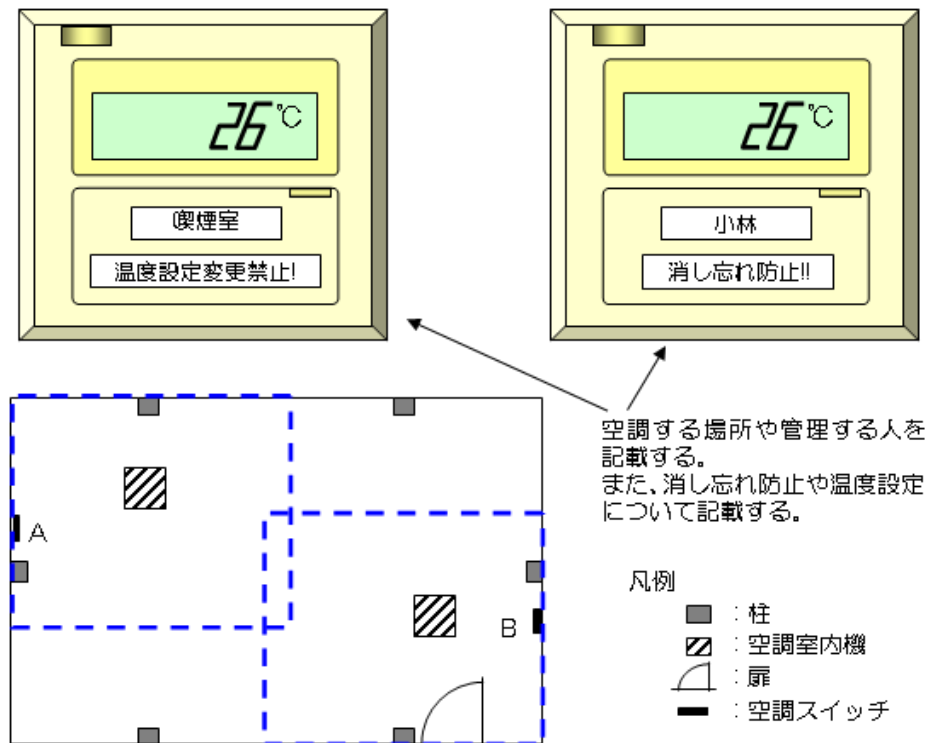 26℃
喫煙室
温度設定変更禁止!
26℃
小林
消し忘れ防止!!
空調する場所や管理する人を
記載する。
また、消し忘れ防止や温度設定
について記載する。
A
B
凡例
：柱
：空調室内機
：扉
：空調スイッチ